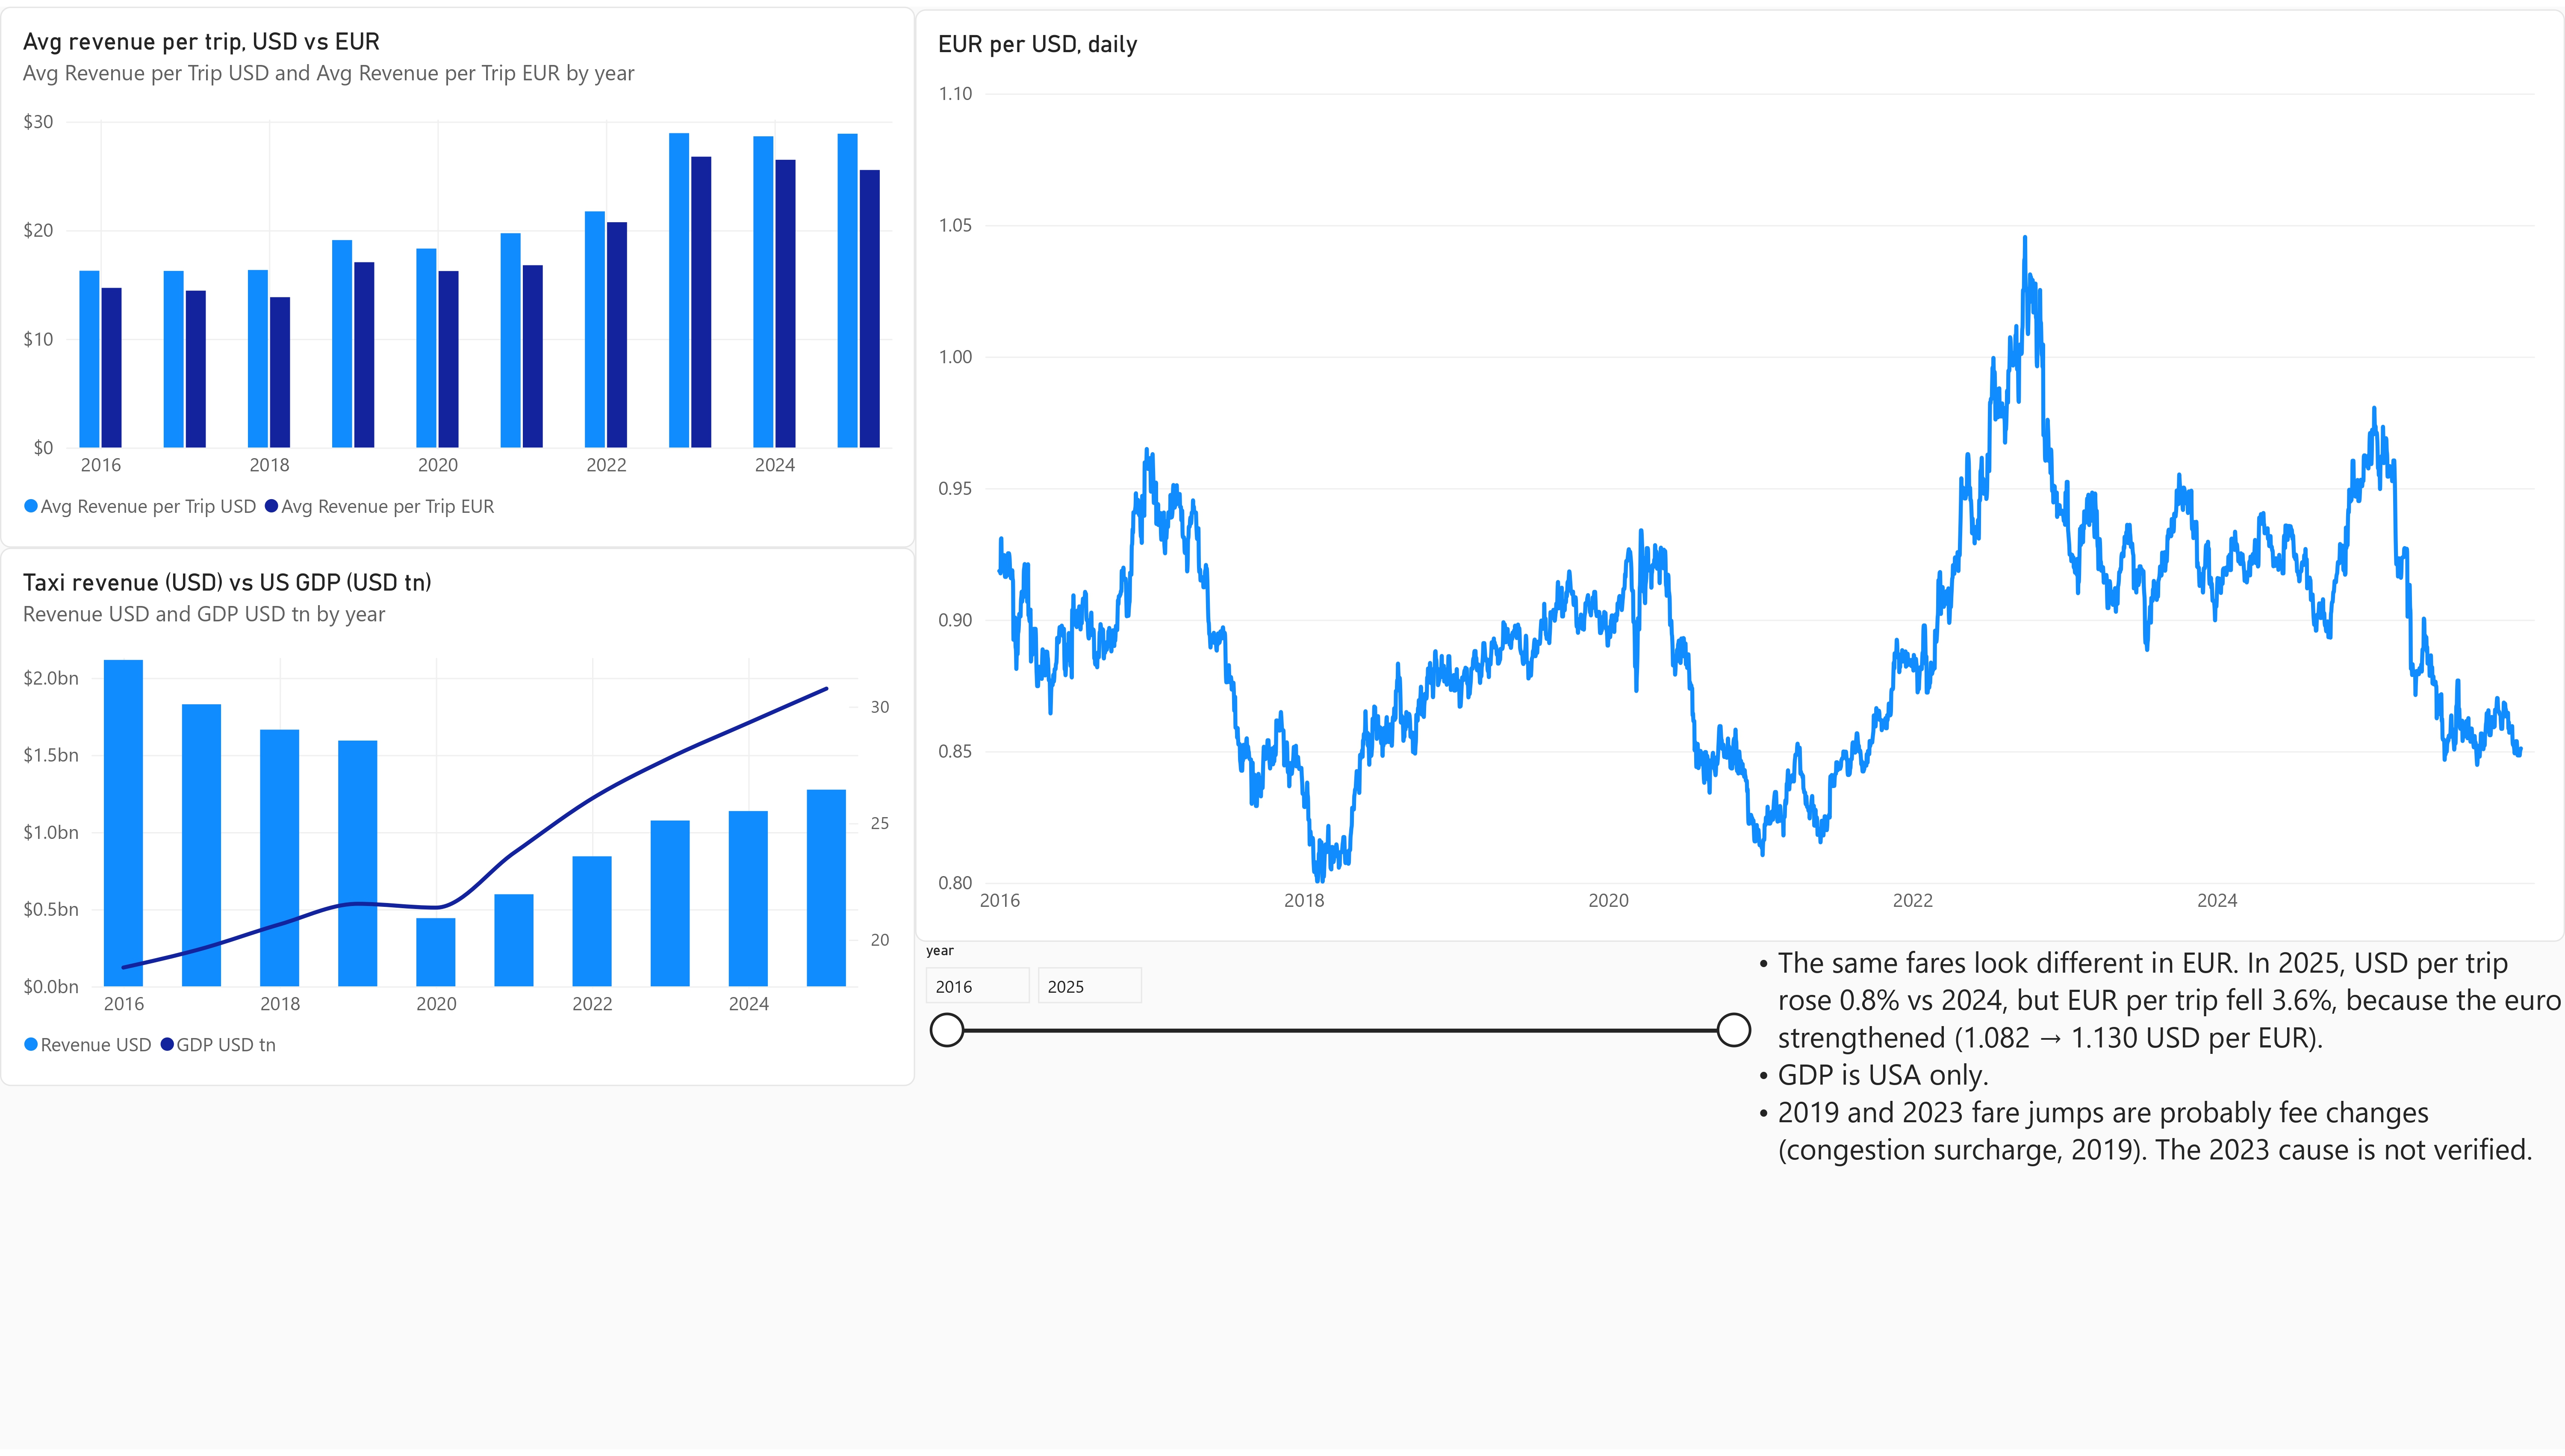 Avg revenue per trip, USD vs EUR
Avg Revenue per Trip USD and Avg Revenue per Trip EUR by year
$30
$20
$10
$0
2016
2018
2020
2022
2024
Avg Revenue per Trip USD
Avg Revenue per Trip EUR
Taxi revenue (USD) vs US GDP (USD tn)
Revenue USD and GDP USD tn by year
$2.0bn
$1.5bn
$1.0bn
$0.5bn
$0.0bn
30
25
20
2016
2018
2020
2022
2024
Revenue USD
GDP USD tn
EUR per USD, daily
1.10
1.05
1.00
0.95
0.90
0.85
0.80
2016
2018
2020
2022
2024
year
2016
2025
• The same fares look different in EUR. In 2025, USD per trip
rose 0.8% vs 2024, but EUR per trip fell 3.6%, because the euro
strengthened (1.082 → 1.130 USD per EUR).
• GDP is USA only.
• 2019 and 2023 fare jumps are probably fee changes
(congestion surcharge, 2019). The 2023 cause is not verified.